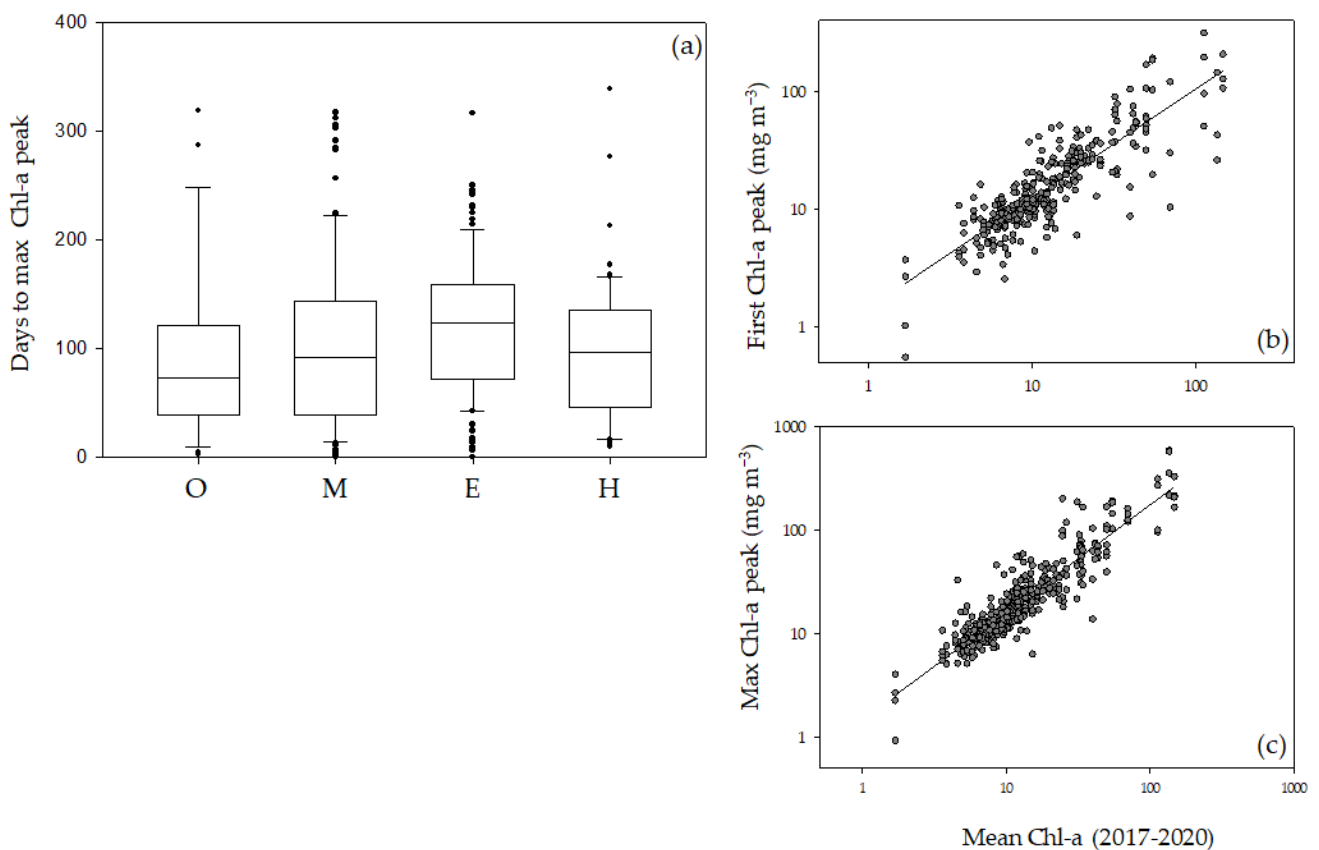 400
300
200
100
0
Days to max Chl-a peak
(a)
O M E H
100
10
1
First Chl-a peak (mg m⁻³)
(b)
1 10 100
1000
100
10
1
Max Chl-a peak (mg m⁻³)
(c)
1 10 100 1000
Mean Chl-a (2017-2020)